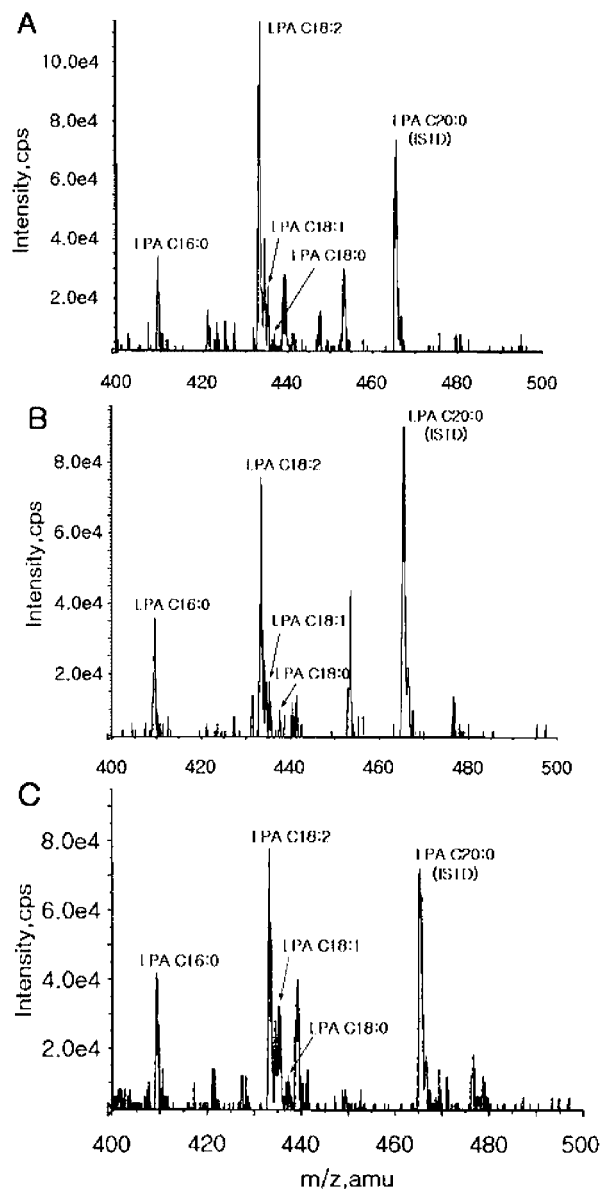 A
LPA C18:2
10.0e4
LPA C20:0
(ISTD)
8.0e4
Intensity,cps
6.0e4
LPA C18:1
4.0e4
LPA C16:0
LPA C18:0
2.0e4
400 420 440 460 480 500
B
LPA C20:0
(ISTD)
LPA C18:2
8.0e4
Intensity,cps
6.0e4
4.0e4
LPA C16:0
LPA C18:1
LPA C18:0
2.0e4
400 420 440 460 480 500
C
LPA C18:2
8.0e4
LPA C20:0
(ISTD)
Intensity,cps
6.0e4
LPA C18:1
LPA C16:0
4.0e4
LPA C18:0
2.0e4
400 420 440 460 480 500
m/z,amu